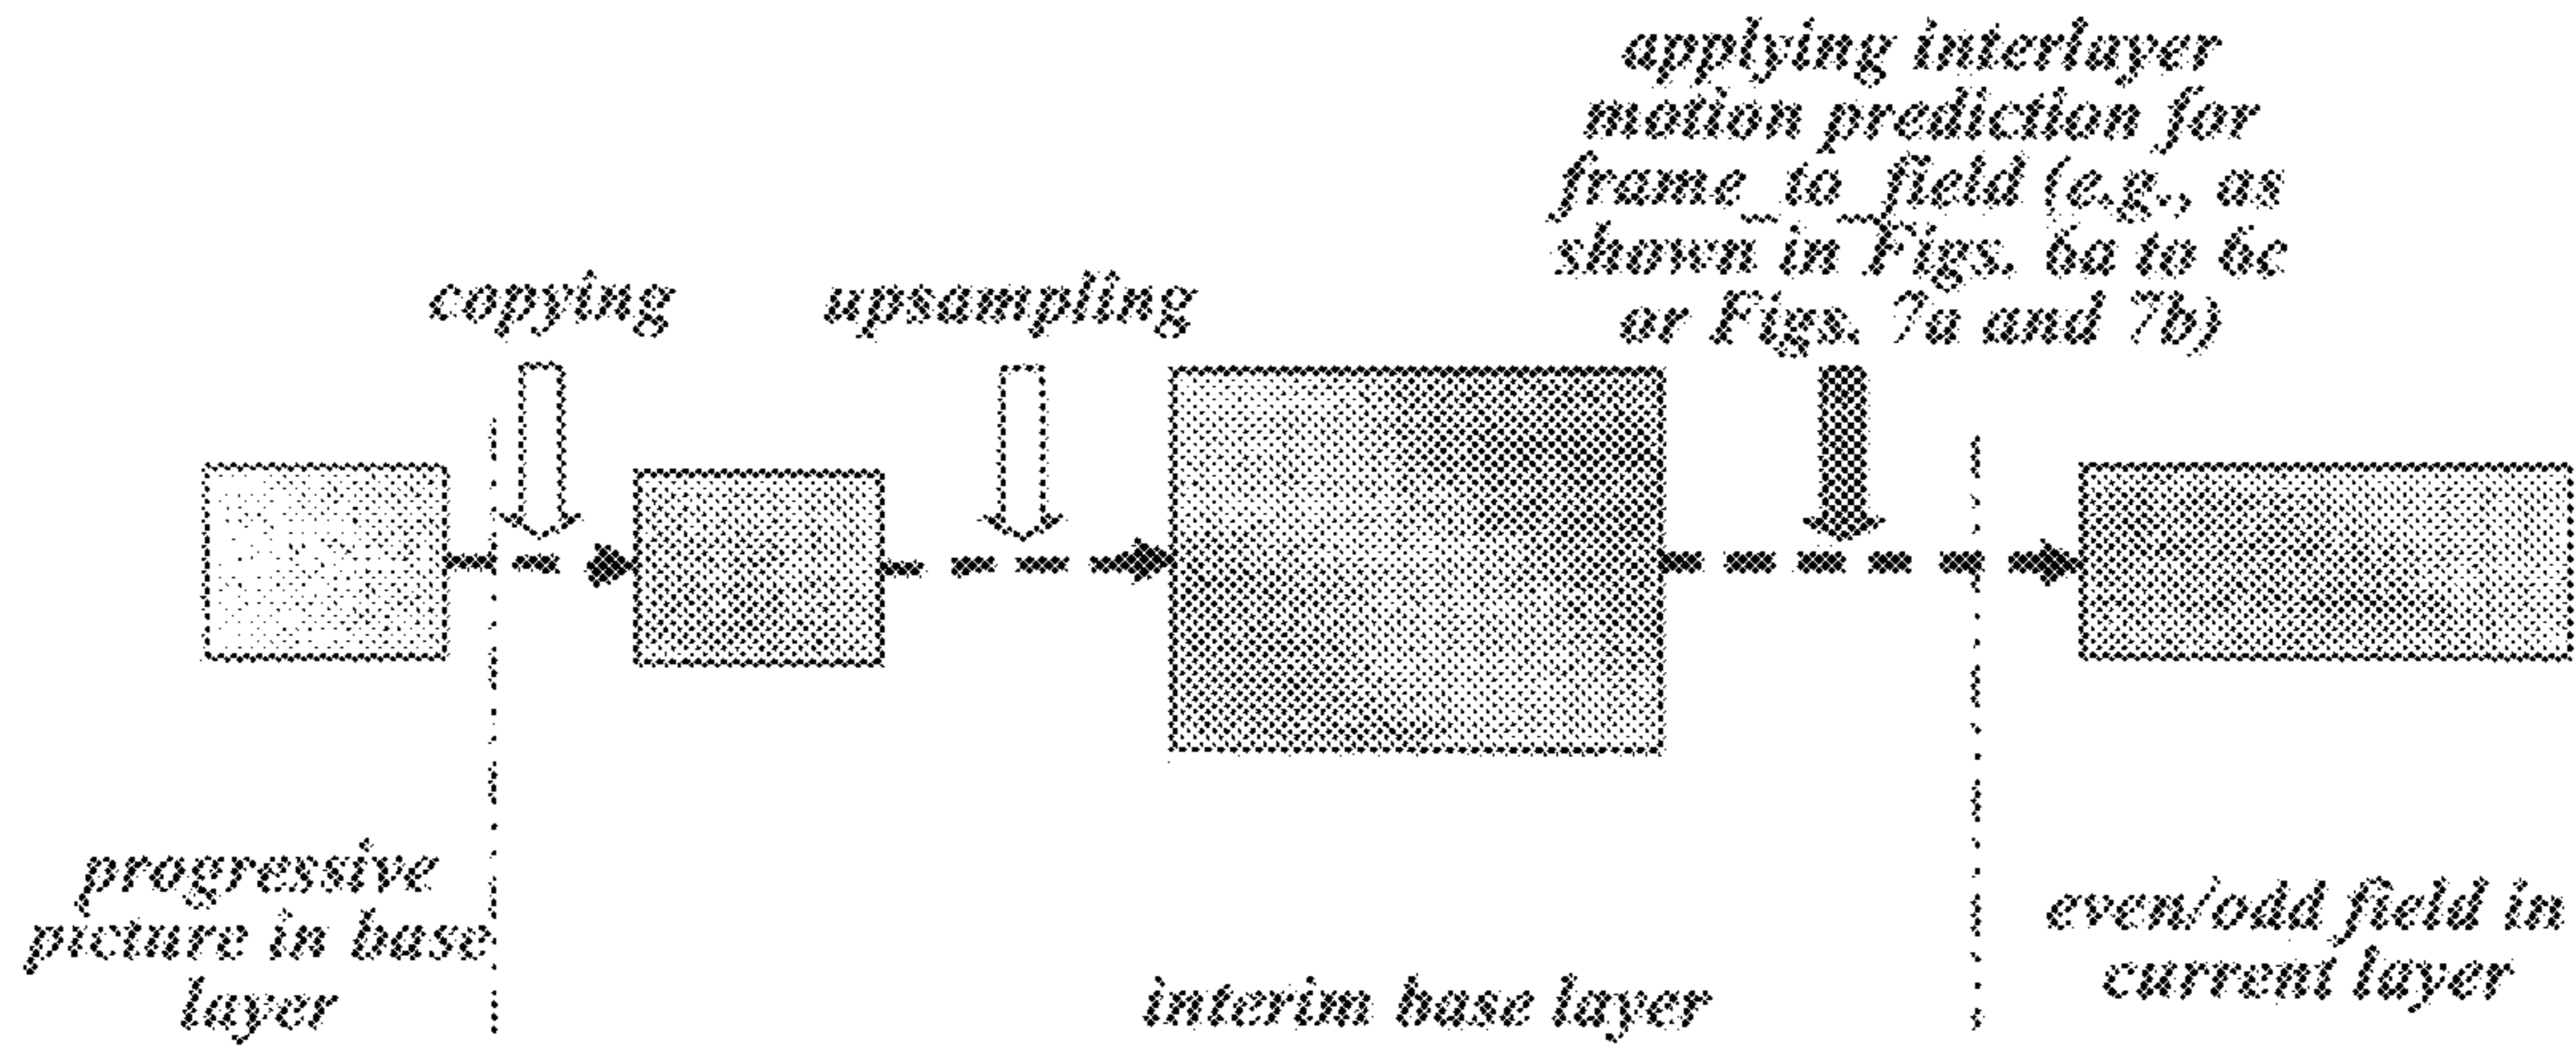 applying interlayer
motion prediction for
frame_to_field (e.g., as
shown in Figs. 6a to 6c
or Figs. 7a and 7b)
copying
upsampling
progressive
picture in base
layer
interim base layer
even/odd field in
current layer